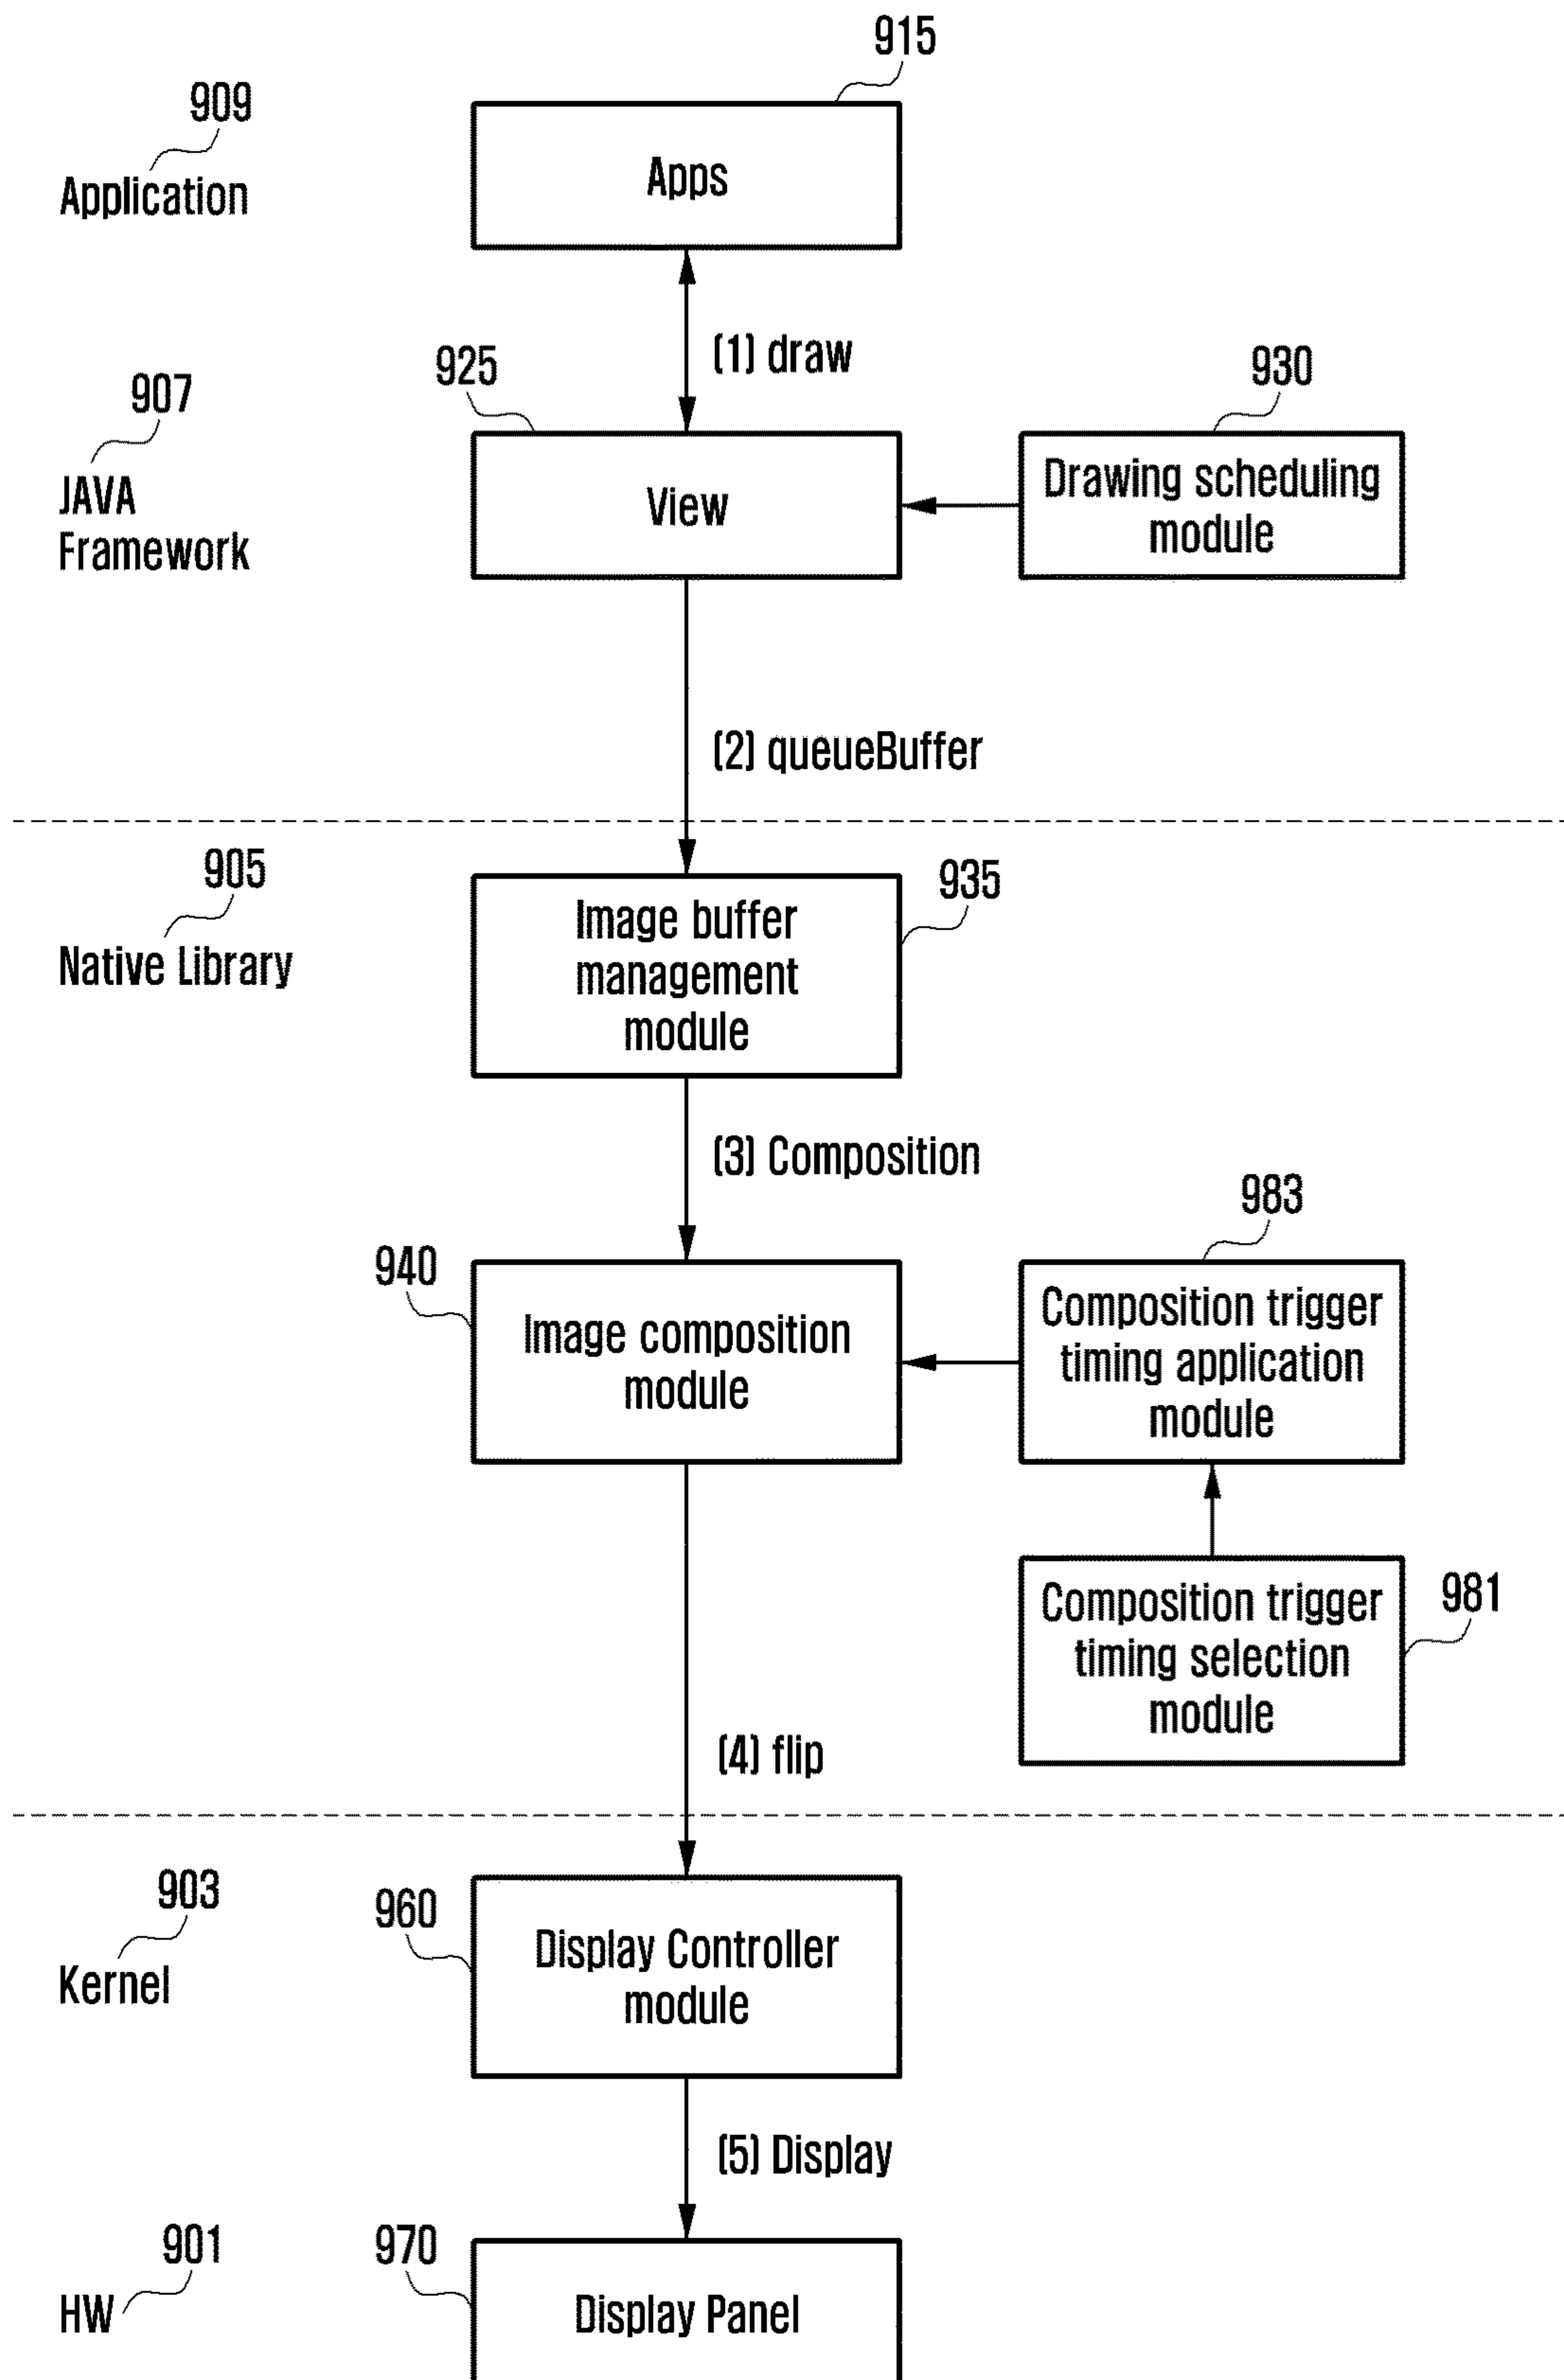 915
909
Application
Apps
(1) draw
925
930
907
JAVA
Framework
View
Drawing scheduling
module
(2) queueBuffer
905
Native Library
935
Image buffer
management
module
(3) Composition
983
940
Image composition
module
Composition trigger
timing application
module
Composition trigger
timing selection
module
981
(4) flip
903
Kernel
960
Display Controller
module
(5) Display
901
HW
970
Display Panel